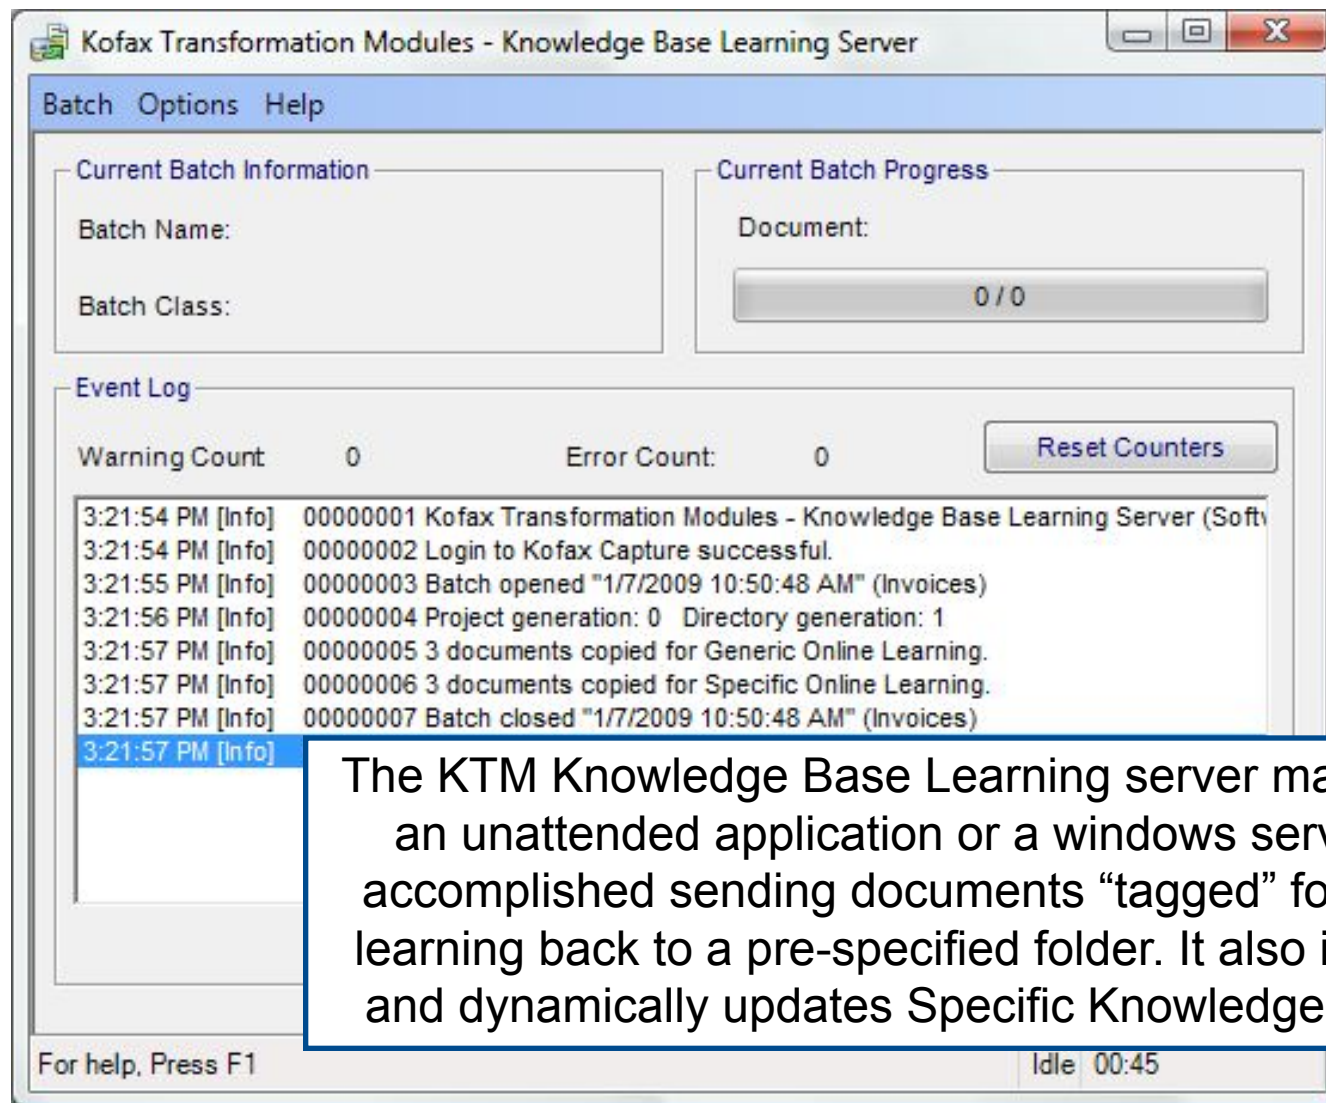 Kofax Transformation Modules - Knowledge Base Learning Server
Batch Options Help
Current Batch Information
Current Batch Progress
Batch Name:
Document:
0 / 0
Batch Class:
Event Log
Warning Count 0 Error Count: 0 Reset Counters
3:21:54 PM [Info] 00000001 Kofax Transformation Modules - Knowledge Base Learning Server (Soft
3:21:54 PM [Info] 00000002 Login to Kofax Capture successful.
3:21:55 PM [Info] 00000003 Batch opened "1/7/2009 10:50:48 AM" (Invoices)
3:21:56 PM [Info] 00000004 Project generation: 0 Directory generation: 1
3:21:57 PM [Info] 00000005 3 documents copied for Generic Online Learning.
3:21:57 PM [Info] 00000006 3 documents copied for Specific Online Learning.
3:21:57 PM [Info] 00000007 Batch closed "1/7/2009 10:50:48 AM" (Invoices)
3:21:57 PM [Info]
The KTM Knowledge Base Learning server ma
an unattended application or a windows serv
accomplished sending documents “tagged” fo
learning back to a pre-specified folder. It also i
and dynamically updates Specific Knowledge
For help, Press F1 Idle 00:45